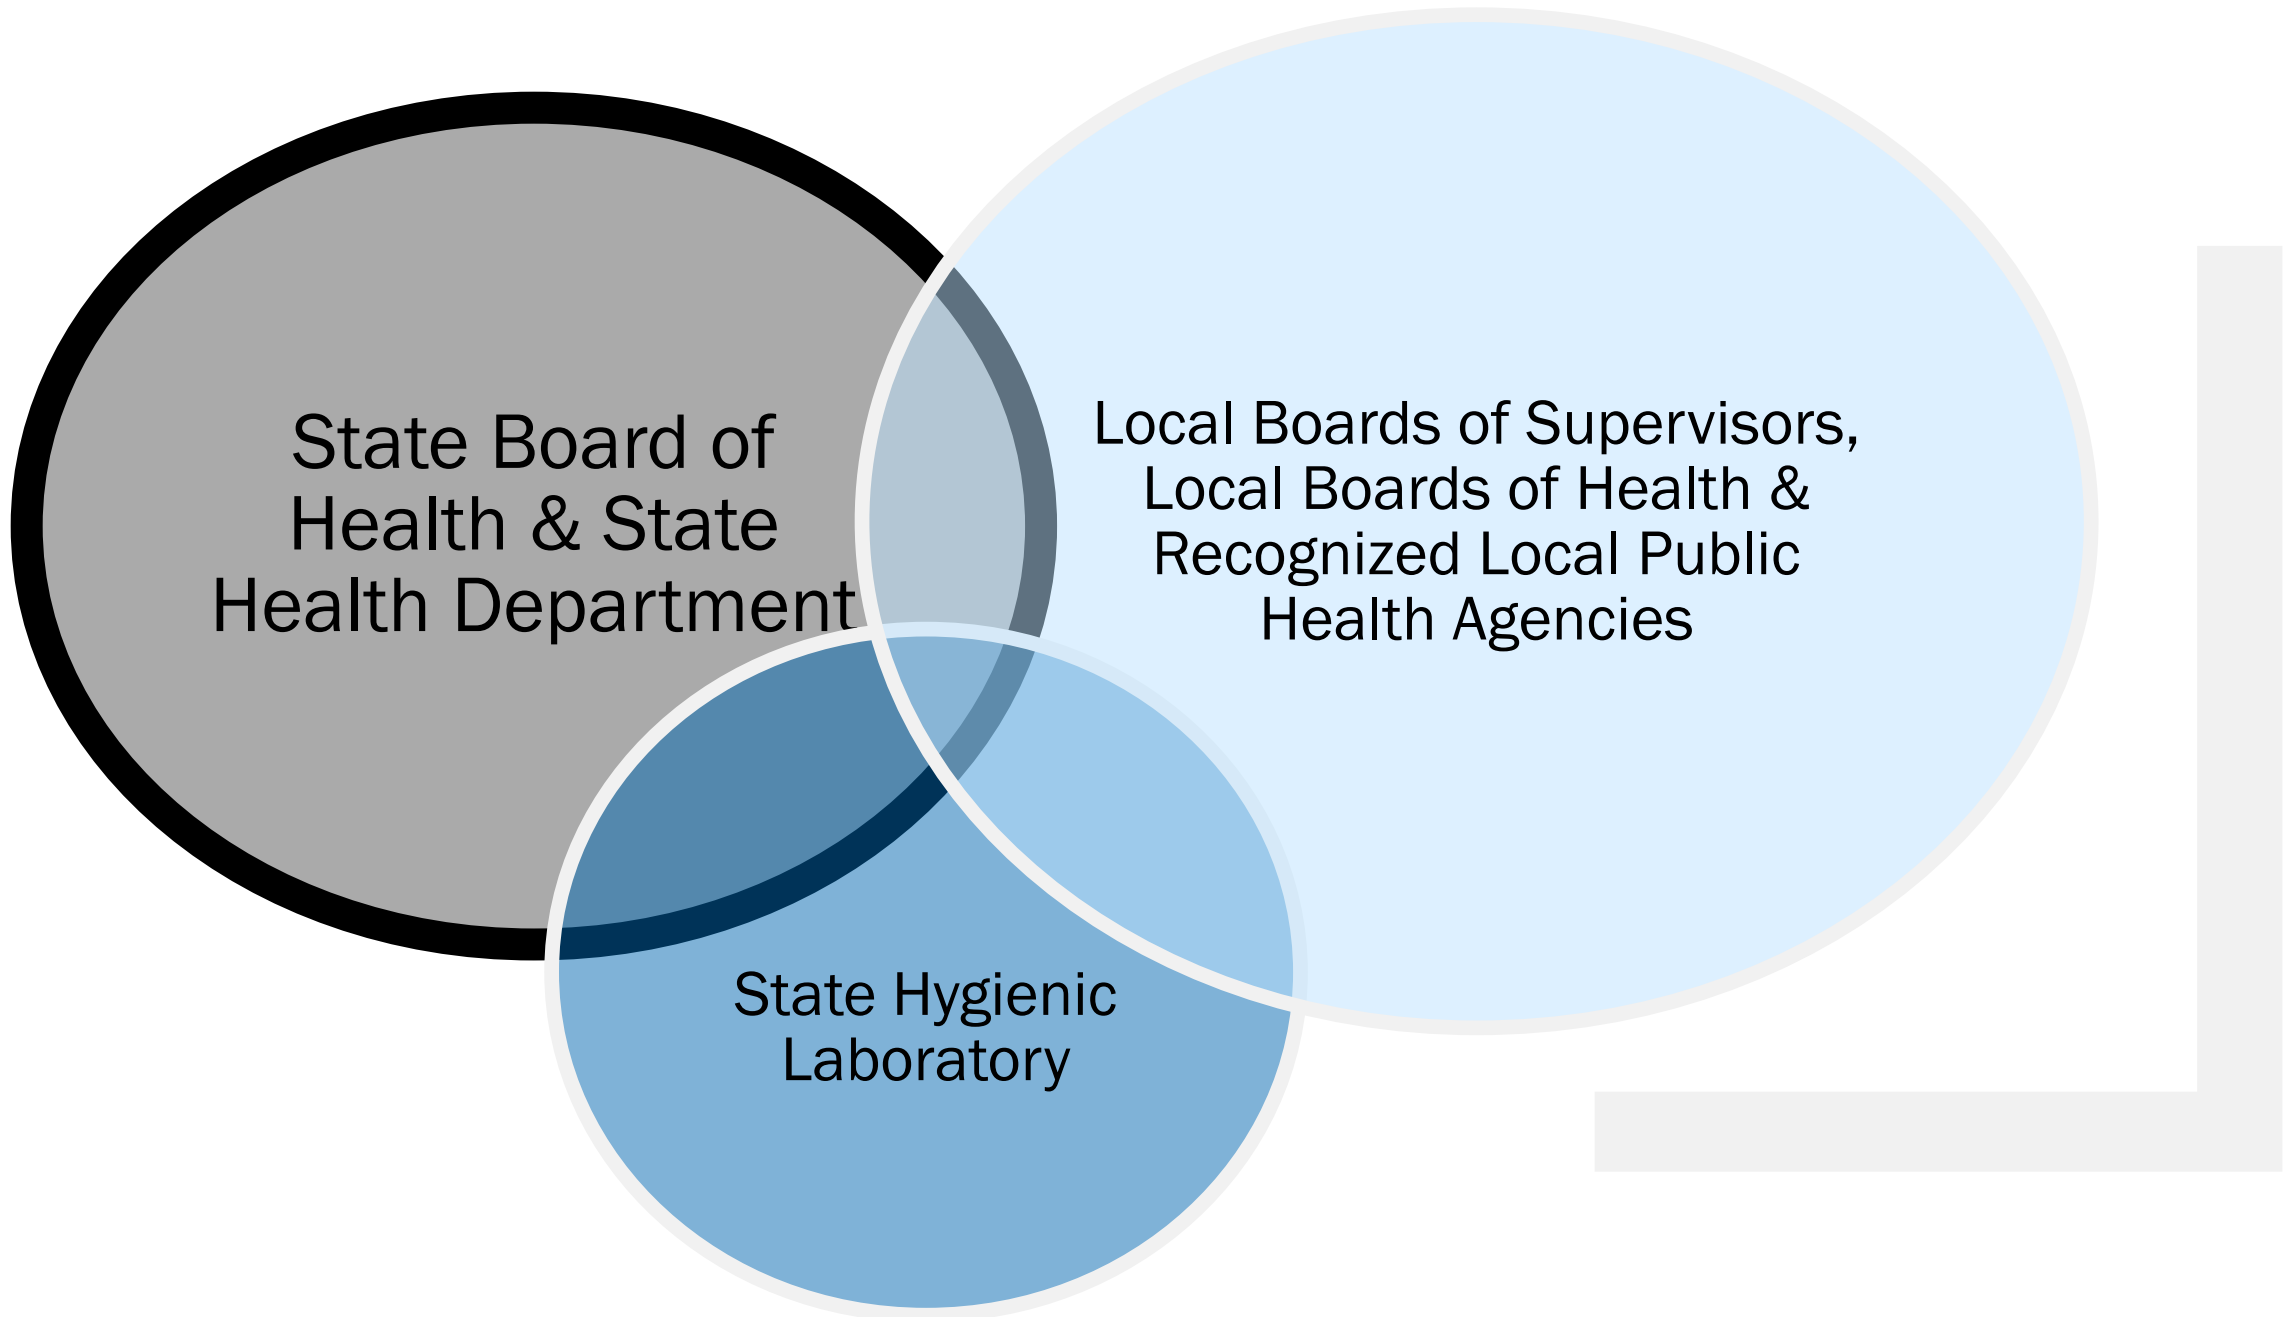 State Board of
Health & State
Health Department
Local Boards of Supervisors,
Local Boards of Health &
Recognized Local Public
Health Agencies
State Hygienic
Laboratory